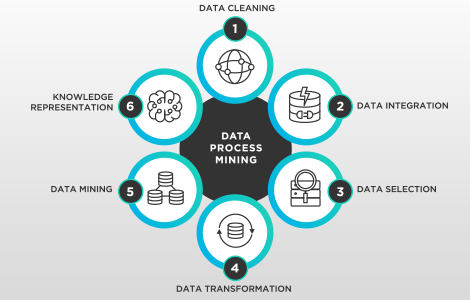 DATA CLEANING
1
2
DATA INTEGRATION
3
DATA SELECTION
4
DATA TRANSFORMATION
5
DATA MINING
6
KNOWLEDGE
REPRESENTATION
DATA
PROCESS
MINING